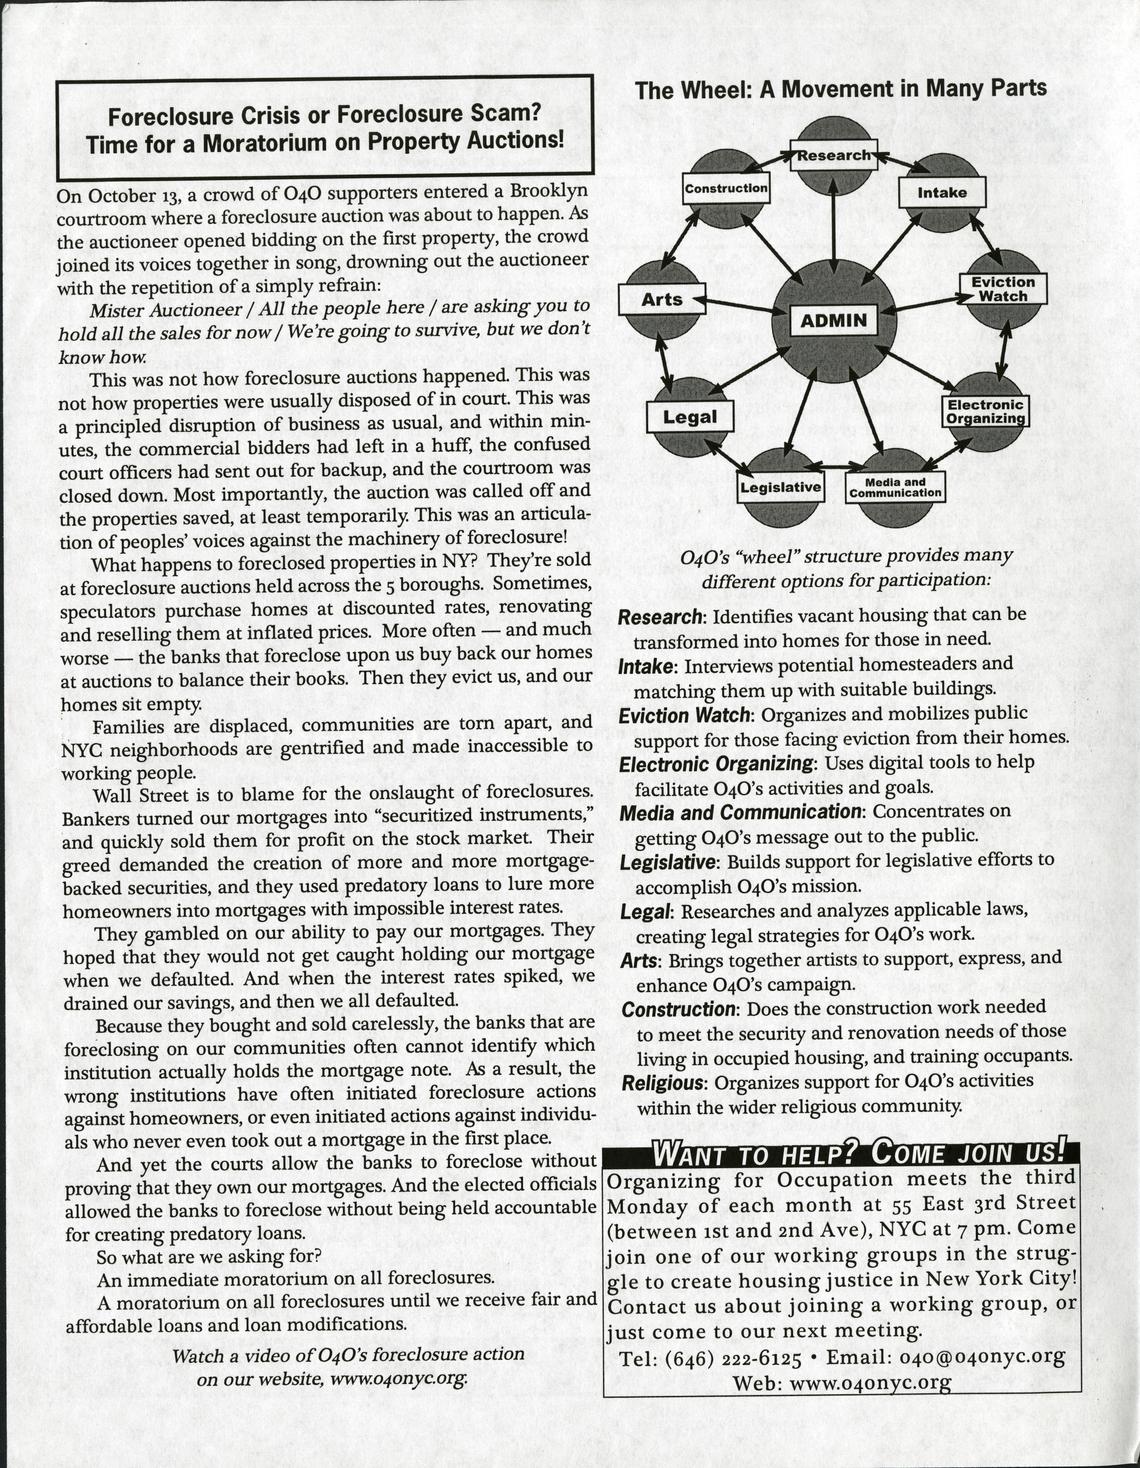 Foreclosure Crisis or Foreclosure Scam?
Time for a Moratorium on Property Auctions!
On October 13, a crowd of O4O supporters entered a Brooklyn
courtroom where a foreclosure auction was about to happen. As
the auctioneer opened bidding on the first property, the crowd
joined its voices together in song, drowning out the auctioneer
with the repetition of a simply refrain:
Mister Auctioneer / All the people here / are asking you to
hold all the sales for now / We're going to survive, but we don't
know how.
This was not how foreclosure auctions happened. This was
not how properties were usually disposed of in court. This was
a principled disruption of business as usual, and within min-
utes, the commercial bidders had left in a huff, the confused
court officers had sent out for backup, and the courtroom was
closed down. Most importantly, the auction was called off and
the properties saved, at least temporarily. This was an articula-
tion of peoples' voices against the machinery of foreclosure!
What happens to foreclosed properties in NY? They're sold
at foreclosure auctions held across the 5 boroughs. Sometimes,
speculators purchase homes at discounted rates, renovating
and reselling them at inflated prices. More often — and much
worse — the banks that foreclose upon us buy back our homes
at auctions to balance their books. Then they evict us, and our
homes sit empty.
Families are displaced, communities are torn apart, and
NYC neighborhoods are gentrified and made inaccessible to
working people.
Wall Street is to blame for the onslaught of foreclosures.
Bankers turned our mortgages into "securitized instruments,"
and quickly sold them for profit on the stock market. Their
greed demanded the creation of more and more mortgage-
backed securities, and they used predatory loans to lure more
homeowners into mortgages with impossible interest rates.
They gambled on our ability to pay our mortgages. They
hoped that they would not get caught holding our mortgage
when we defaulted. And when the interest rates spiked, we
drained our savings, and then we all defaulted.
Because they bought and sold carelessly, the banks that are
foreclosing on our communities often cannot identify which
institution actually holds the mortgage note. As a result, the
wrong institutions have often initiated foreclosure actions
against homeowners, or even initiated actions against individu-
als who never even took out a mortgage in the first place.
And yet the courts allow the banks to foreclose without
proving that they own our mortgages. And the elected officials
allowed the banks to foreclose without being held accountable
for creating predatory loans.
So what are we asking for?
An immediate moratorium on all foreclosures.
A moratorium on all foreclosures until we receive fair and
affordable loans and loan modifications.
Watch a video of O4O's foreclosure action
on our website, www.o4onyc.org.
The Wheel: A Movement in Many Parts
Research
Construction
Intake
Arts
Eviction
Watch
ADMIN
Legal
Electronic
Organizing
Legislative
Media and
Communication
O4O's "wheel" structure provides many
different options for participation:
Research: Identifies vacant housing that can be
transformed into homes for those in need.
Intake: Interviews potential homesteaders and
matching them up with suitable buildings.
Eviction Watch: Organizes and mobilizes public
support for those facing eviction from their homes.
Electronic Organizing: Uses digital tools to help
facilitate O4O's activities and goals.
Media and Communication: Concentrates on
getting O4O's message out to the public.
Legislative: Builds support for legislative efforts to
accomplish O4O's mission.
Legal: Researches and analyzes applicable laws,
creating legal strategies for O4O's work.
Arts: Brings together artists to support, express, and
enhance O4O's campaign.
Construction: Does the construction work needed
to meet the security and renovation needs of those
living in occupied housing, and training occupants.
Religious: Organizes support for O4O's activities
within the wider religious community.
WANT TO HELP? COME JOIN US!
Organizing for Occupation meets the third
Monday of each month at 55 East 3rd Street
(between 1st and 2nd Ave), NYC at 7 pm. Come
join one of our working groups in the strug-
gle to create housing justice in New York City!
Contact us about joining a working group, or
just come to our next meeting.
Tel: (646) 222-6125 • Email: o4o@o4onyc.org
Web: www.o4onyc.org